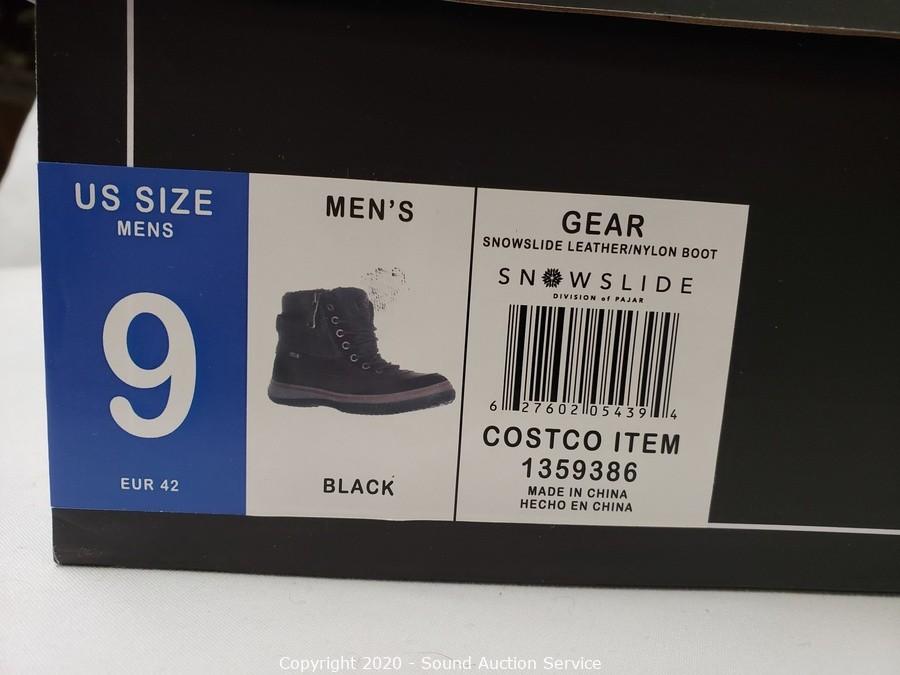 US SIZE
MENS
9
EUR 42
MEN'S
BLACK
GEAR
SNOWSLIDE LEATHER/NYLON BOOT
SNOWSLIDE
DIVISION of PAJAR
6 27602 05439 4
COSTCO ITEM
1359386
MADE IN CHINA
HECHO EN CHINA
Copyright 2020 - Sound Auction Service